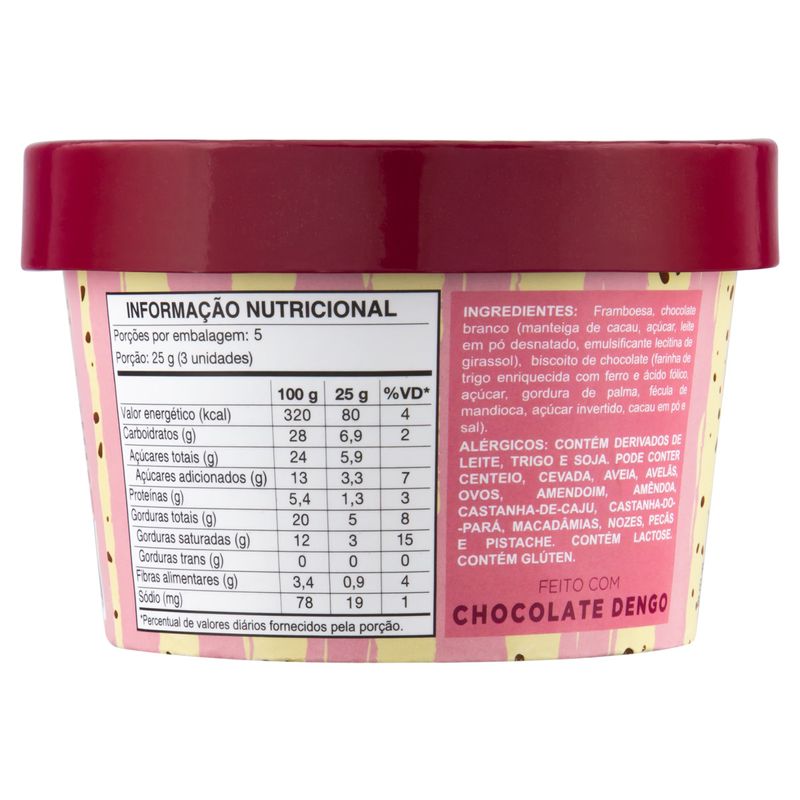 INFORMAÇÃO NUTRICIONAL
Porções por embalagem: 5
Porção: 25 g (3 unidades)
100 g 25 g %VD*
Valor energético (kcal) 320 80 4
Carboidratos (g) 28 6,9 2
Açúcares totais (g) 24 5,9
Açúcares adicionados (g) 13 3,3 7
Proteínas (g) 5,4 1,3 3
Gorduras totais (g) 20 5 8
Gorduras saturadas (g) 12 3 15
Gorduras trans (g) 0 0 0
Fibras alimentares (g) 3,4 0,9 4
Sódio (mg) 78 19 1
*Percentual de valores diários fornecidos pela porção.
INGREDIENTES: Framboesa, chocolate
branco (manteiga de cacau, açúcar, leite
em pó desnatado, emulsificante lecitina de
girassol), biscoito de chocolate (farinha de
trigo enriquecida com ferro e ácido fólico,
açúcar, gordura de palma, fécula de
mandioca, açúcar invertido, cacau em pó e
sal).
ALÉRGICOS: CONTÉM DERIVADOS DE
LEITE, TRIGO E SOJA. PODE CONTER
CENTEIO, CEVADA, AVEIA, AVELÃS,
OVOS, AMENDOIM, AMÊNDOA,
CASTANHA-DE-CAJU, CASTANHA-DO-
-PARÁ, MACADÂMIAS, NOZES, PECÃS
E PISTACHE. CONTÉM LACTOSE.
CONTÉM GLÚTEN.
FEITO COM
CHOCOLATE DENGO